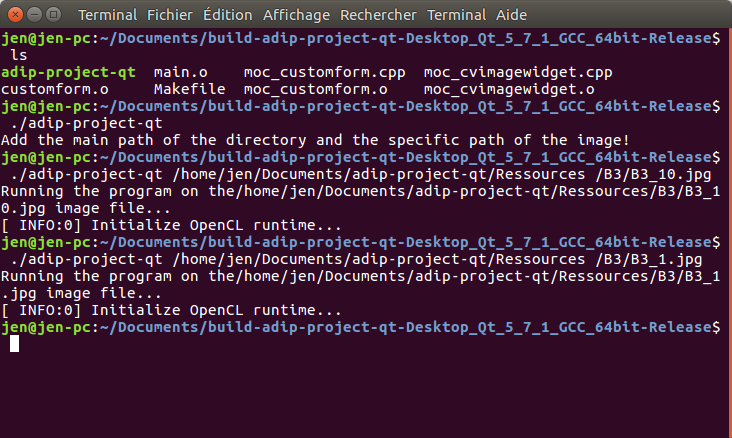 Terminal Fichier Édition Affichage Rechercher Terminal Aide
jen@jen-pc:~/Documents/build-adip-project-qt-Desktop_Qt_5_7_1_GCC_64bit-Release$
ls
adip-project-qt main.o moc_customform.cpp moc_cvimagewidget.cpp
customform.o Makefile moc_customform.o moc_cvimagewidget.o
jen@jen-pc:~/Documents/build-adip-project-qt-Desktop_Qt_5_7_1_GCC_64bit-Release$
./adip-project-qt
Add the main path of the directory and the specific path of the image!
jen@jen-pc:~/Documents/build-adip-project-qt-Desktop_Qt_5_7_1_GCC_64bit-Release$
./adip-project-qt /home/jen/Documents/adip-project-qt/Ressources /B3/B3_10.jpg
Running the program on the/home/jen/Documents/adip-project-qt/Ressources/B3/B3_1
0.jpg image file...
[ INFO:0] Initialize OpenCL runtime...
jen@jen-pc:~/Documents/build-adip-project-qt-Desktop_Qt_5_7_1_GCC_64bit-Release$
./adip-project-qt /home/jen/Documents/adip-project-qt/Ressources /B3/B3_1.jpg
Running the program on the/home/jen/Documents/adip-project-qt/Ressources/B3/B3_1
.jpg image file...
[ INFO:0] Initialize OpenCL runtime...
jen@jen-pc:~/Documents/build-adip-project-qt-Desktop_Qt_5_7_1_GCC_64bit-Release$